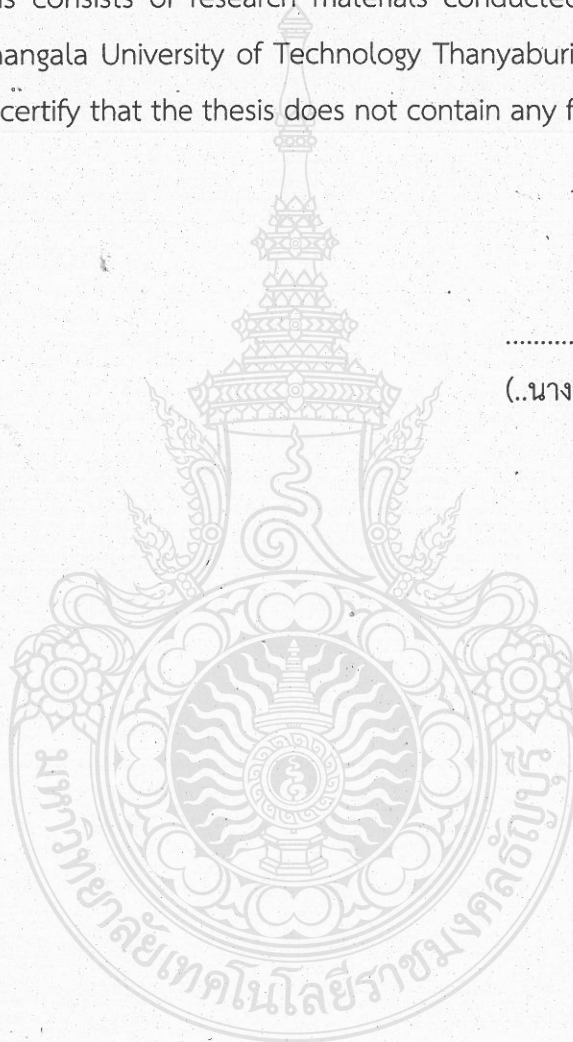 consists of research materials conducted
University of Technology Thanyaburi
certify that the thesis does not contain any
(..นาง
มหาวิทยาลัยเทคโนโลยีราชมงคลธัญบุรี